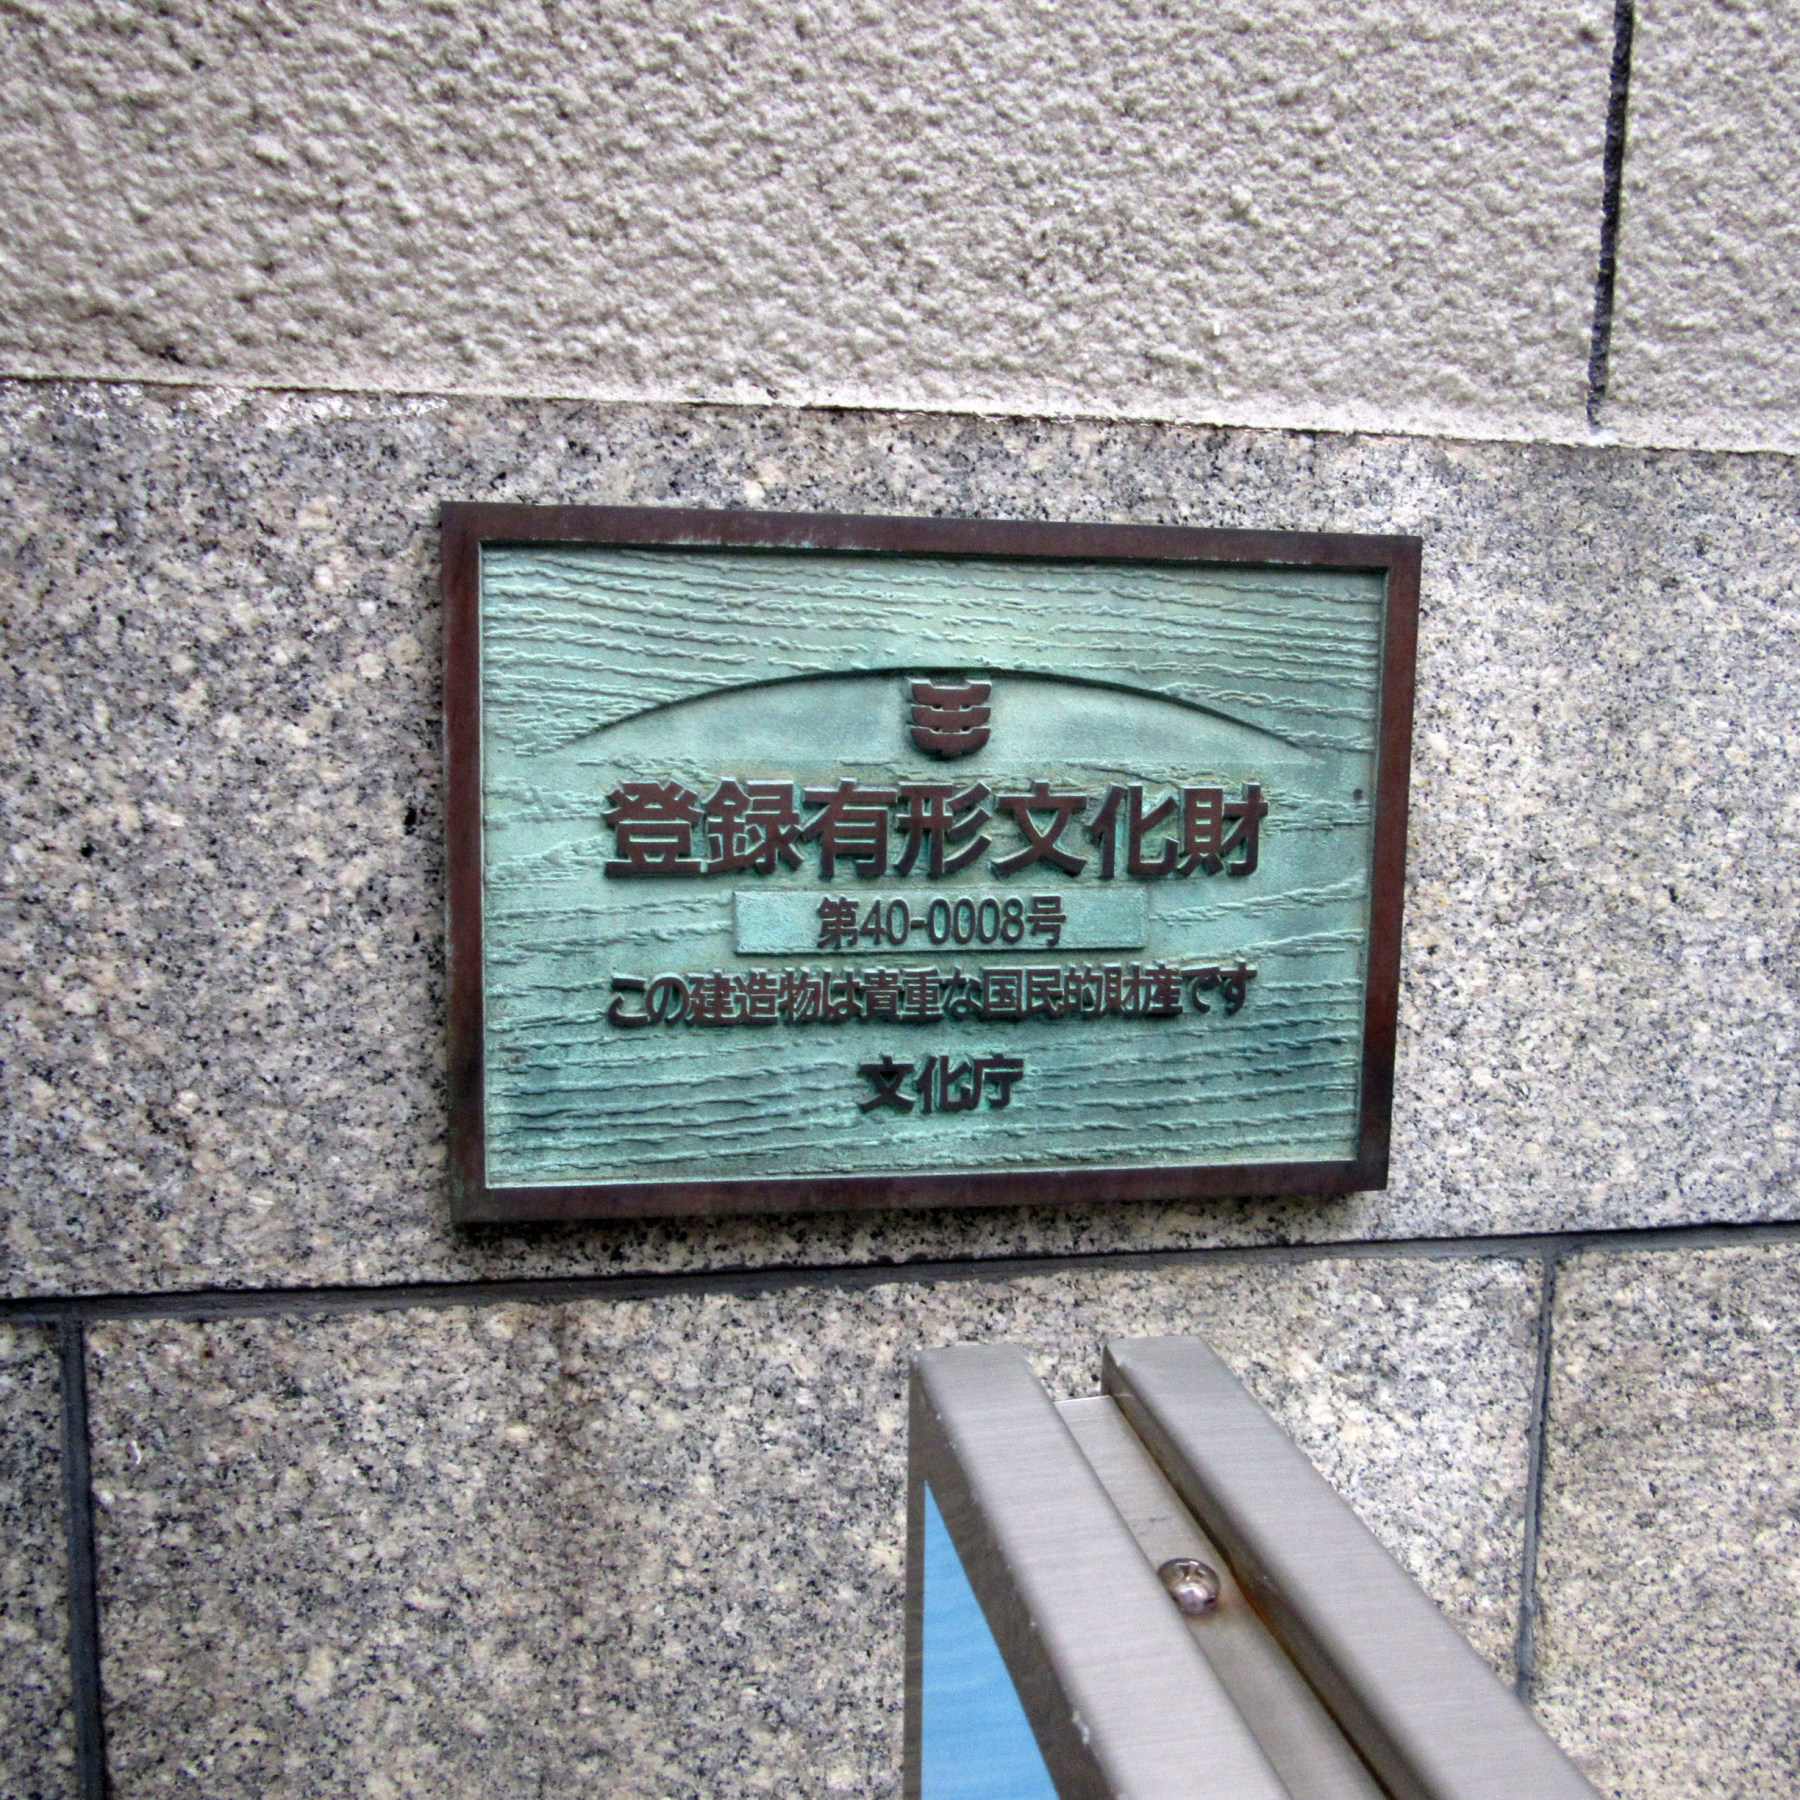 登録有形文化財
第40-0008号
この建造物は貴重な国民的財産です
文化庁